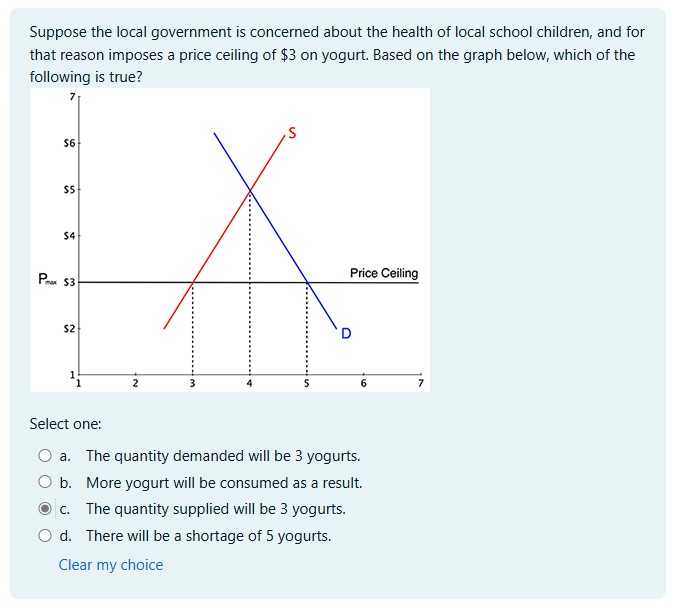 Suppose the local government is concerned about the health of local school children, and for
that reason imposes a price ceiling of $3 on yogurt. Based on the graph below, which of the
following is true?
7
S
$6
$5
$4
Price Ceiling
Pmax $3
$2
D
1
1 2 3 4 5 6 7
Select one:
a. The quantity demanded will be 3 yogurts.
b. More yogurt will be consumed as a result.
c. The quantity supplied will be 3 yogurts.
d. There will be a shortage of 5 yogurts.
Clear my choice